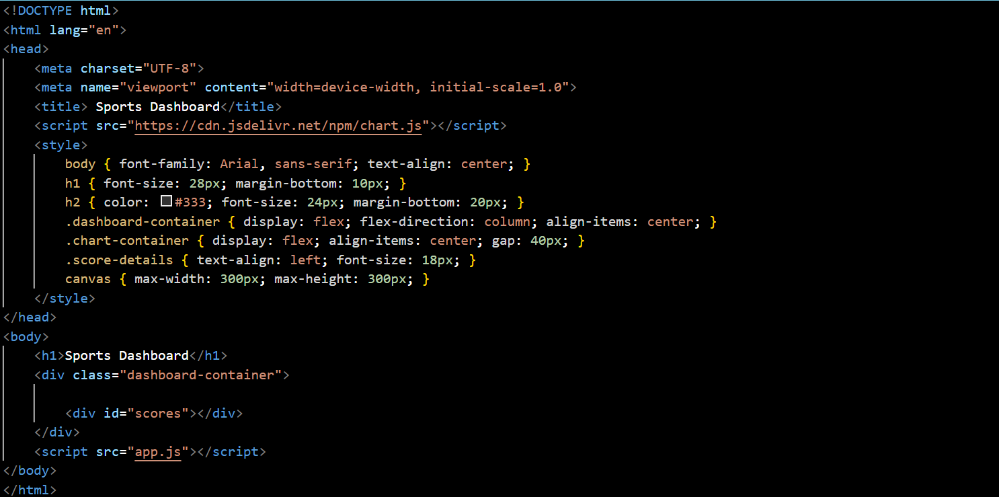 <!DOCTYPE html>
<html lang="en">
<head>
    <meta charset="UTF-8">
    <meta name="viewport" content="width=device-width, initial-scale=1.0">
    <title> Sports Dashboard</title>
    <script src="https://cdn.jsdelivr.net/npm/chart.js"></script>
    <style>
        body { font-family: Arial, sans-serif; text-align: center; }
        h1 { font-size: 28px; margin-bottom: 10px; }
        h2 { color: #333; font-size: 24px; margin-bottom: 20px; }
        .dashboard-container { display: flex; flex-direction: column; align-items: center; }
        .chart-container { display: flex; align-items: center; gap: 40px; }
        .score-details { text-align: left; font-size: 18px; }
        canvas { max-width: 300px; max-height: 300px; }
    </style>
</head>
<body>
    <h1>Sports Dashboard</h1>
    <div class="dashboard-container">

        <div id="scores"></div>
    </div>
    <script src="app.js"></script>
</body>
</html>